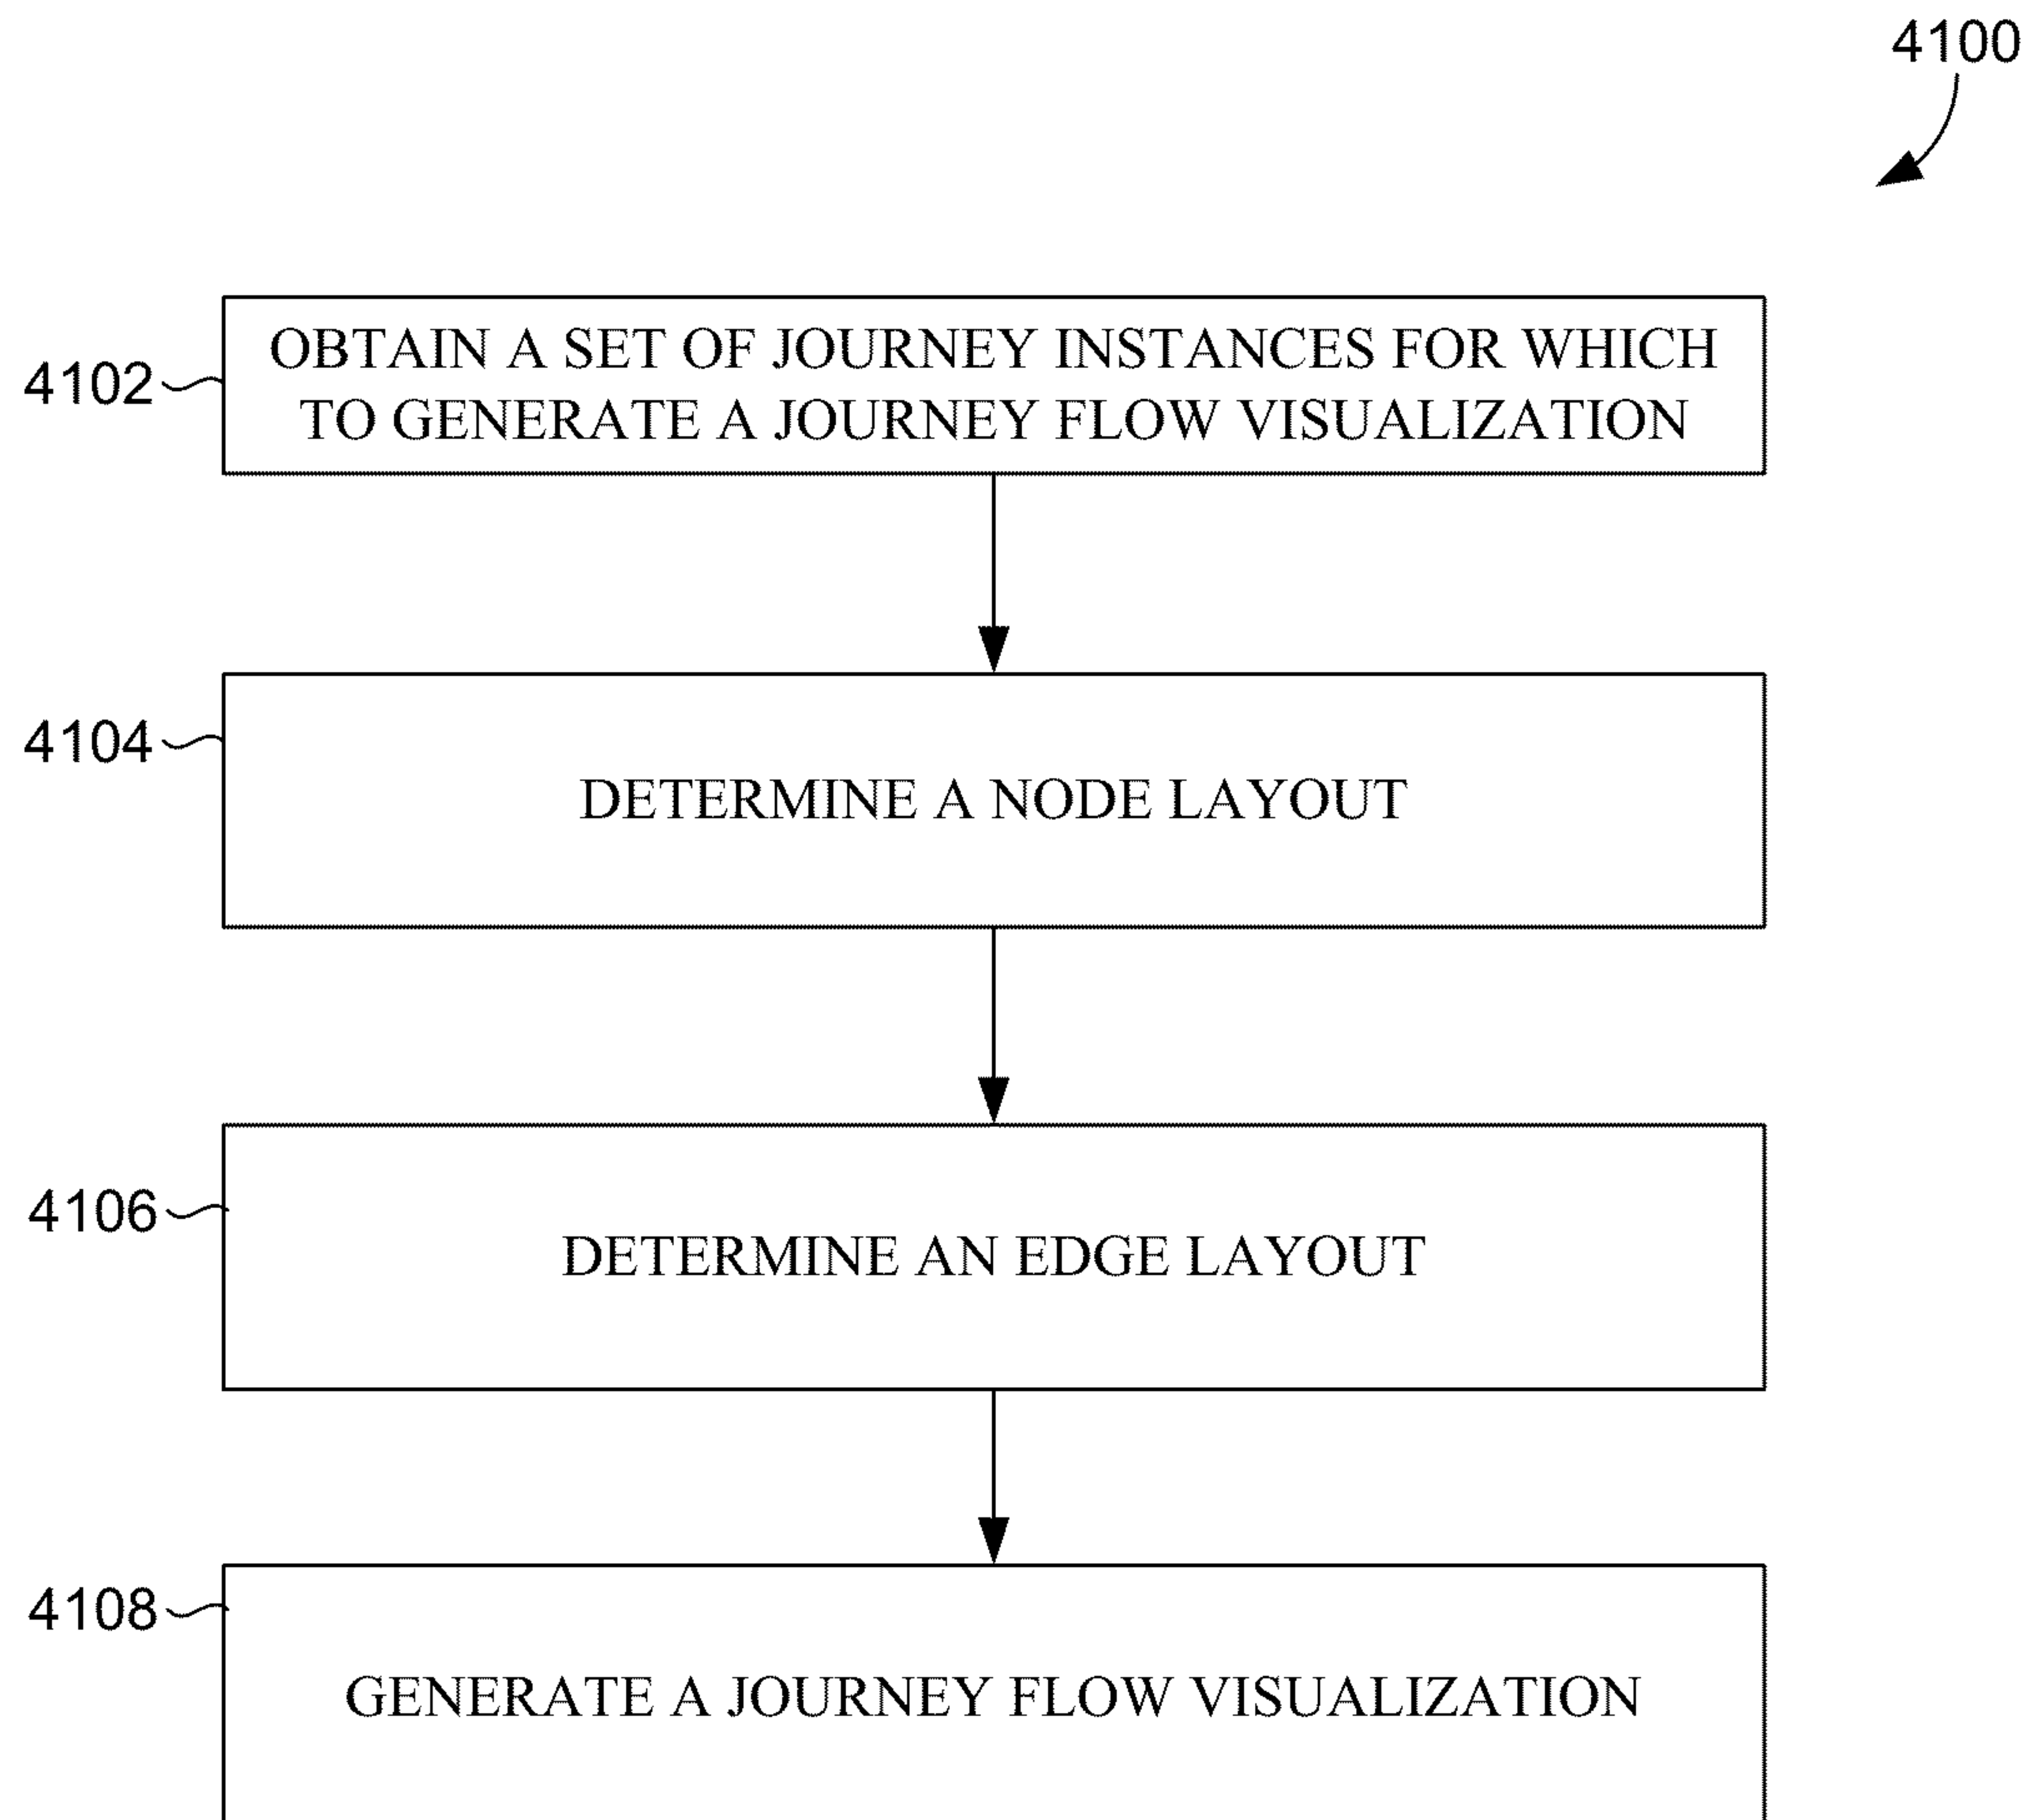 4100
4102
OBTAIN A SET OF JOURNEY INSTANCES FOR WHICH
TO GENERATE A JOURNEY FLOW VISUALIZATION
4104
DETERMINE A NODE LAYOUT
4106
DETERMINE AN EDGE LAYOUT
4108
GENERATE A JOURNEY FLOW VISUALIZATION